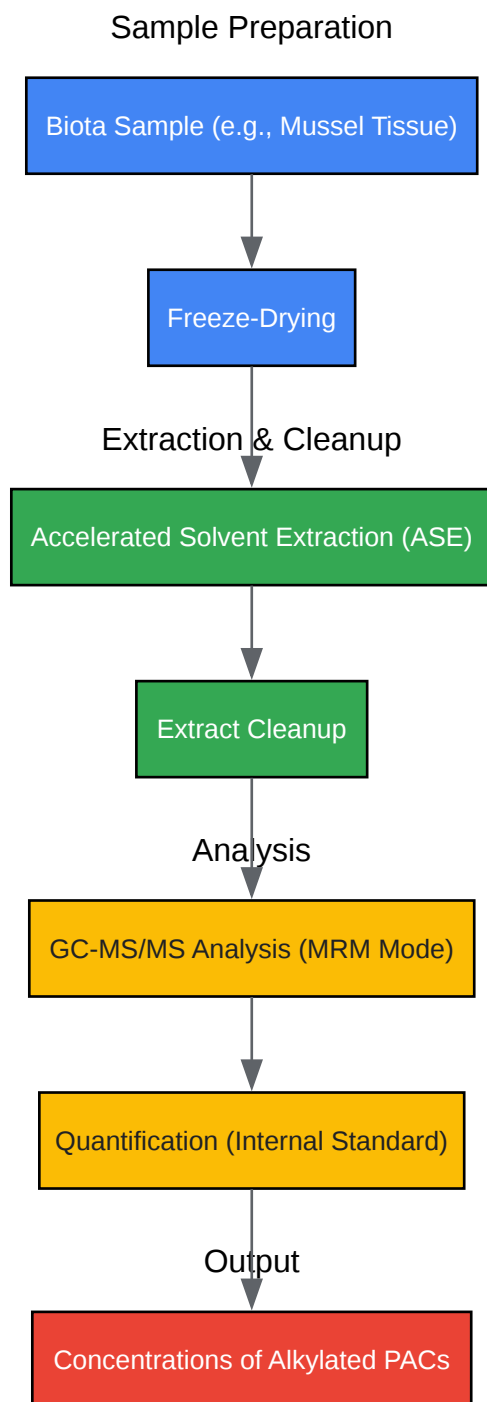 Sample Preparation
Biota Sample (e.g., Mussel Tissue)
Freeze-Drying
Extraction & Cleanup
Accelerated Solvent Extraction (ASE)
Extract Cleanup
Analysis
GC-MS/MS Analysis (MRM Mode)
Quantification (Internal Standard)
Output
Concentrations of Alkylated PACs